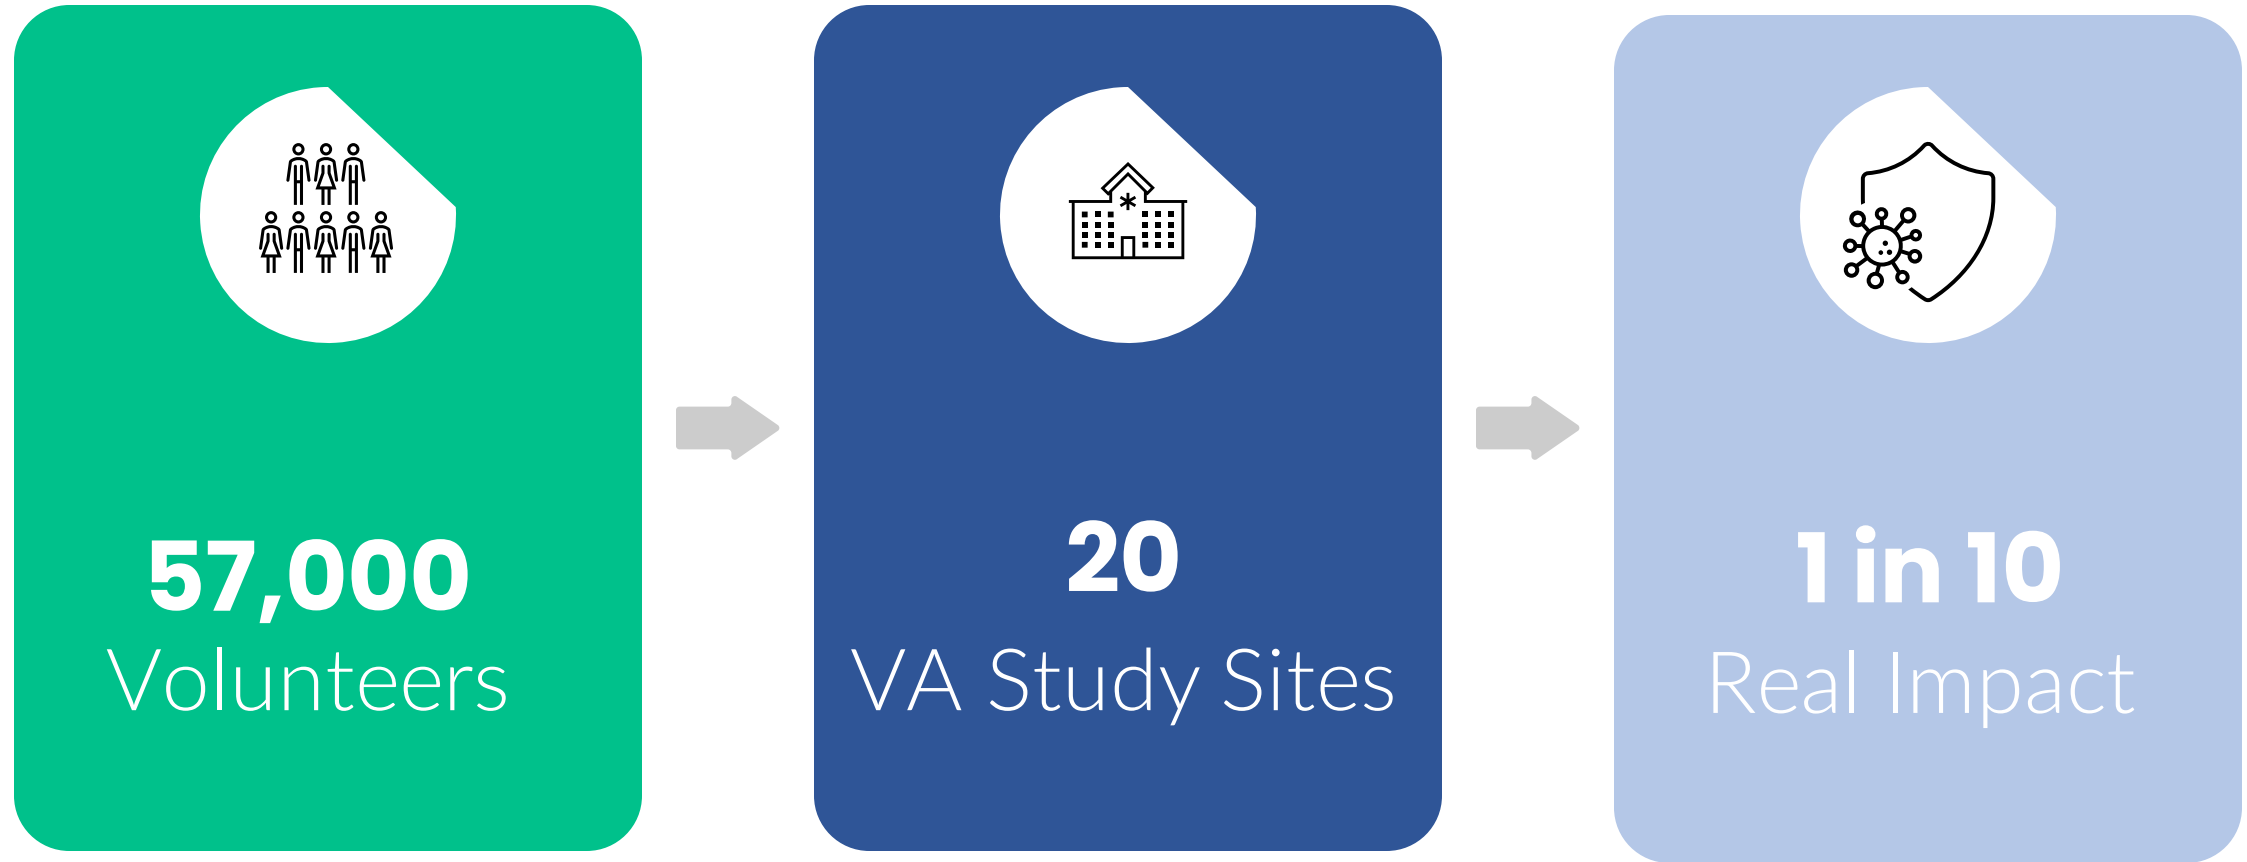 57,000
Volunteers
20
VA Study Sites
1 in 10
Real Impact